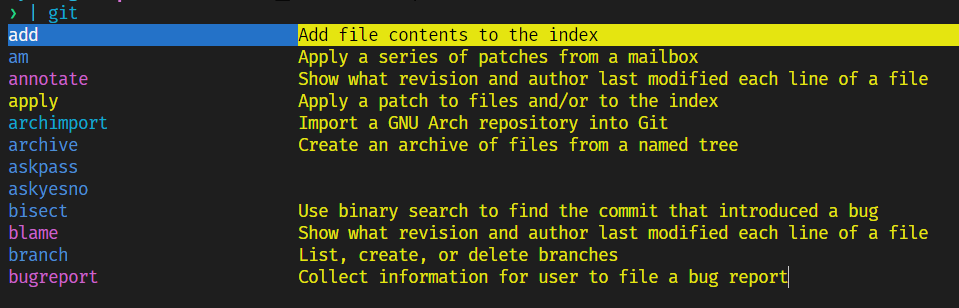 ❯ | git
add Add file contents to the index
am Apply a series of patches from a mailbox
annotate Show what revision and author last modified each line of a file
apply Apply a patch to files and/or to the index
archimport Import a GNU Arch repository into Git
archive Create an archive of files from a named tree
askpass
askyesno
bisect Use binary search to find the commit that introduced a bug
blame Show what revision and author last modified each line of a file
branch List, create, or delete branches
bugreport Collect information for user to file a bug report